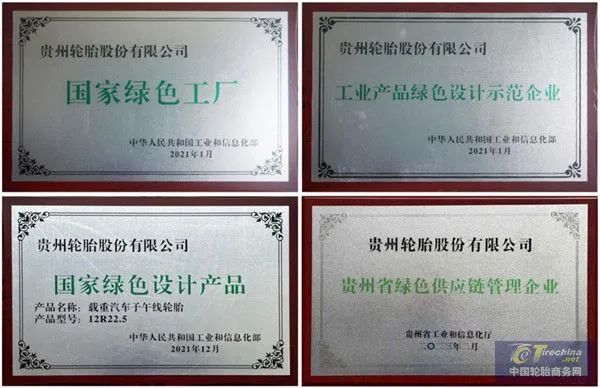 贵州轮胎股份有限公司
国家绿色工厂
中华人民共和国工业和信息化部
2021年1月
贵州轮胎股份有限公司
工业产品绿色设计示范企业
中华人民共和国工业和信息化部
2021年1月
贵州轮胎股份有限公司
国家绿色设计产品
产品名称：载重汽车子午线轮胎
产品型号：12R22.5
中华人民共和国工业和信息化部
2021年12月
贵州轮胎股份有限公司
贵州省绿色供应链管理企业
贵州省工业和信息化厅
二〇二三年二月
Tirechina
.net
中国轮胎商务网